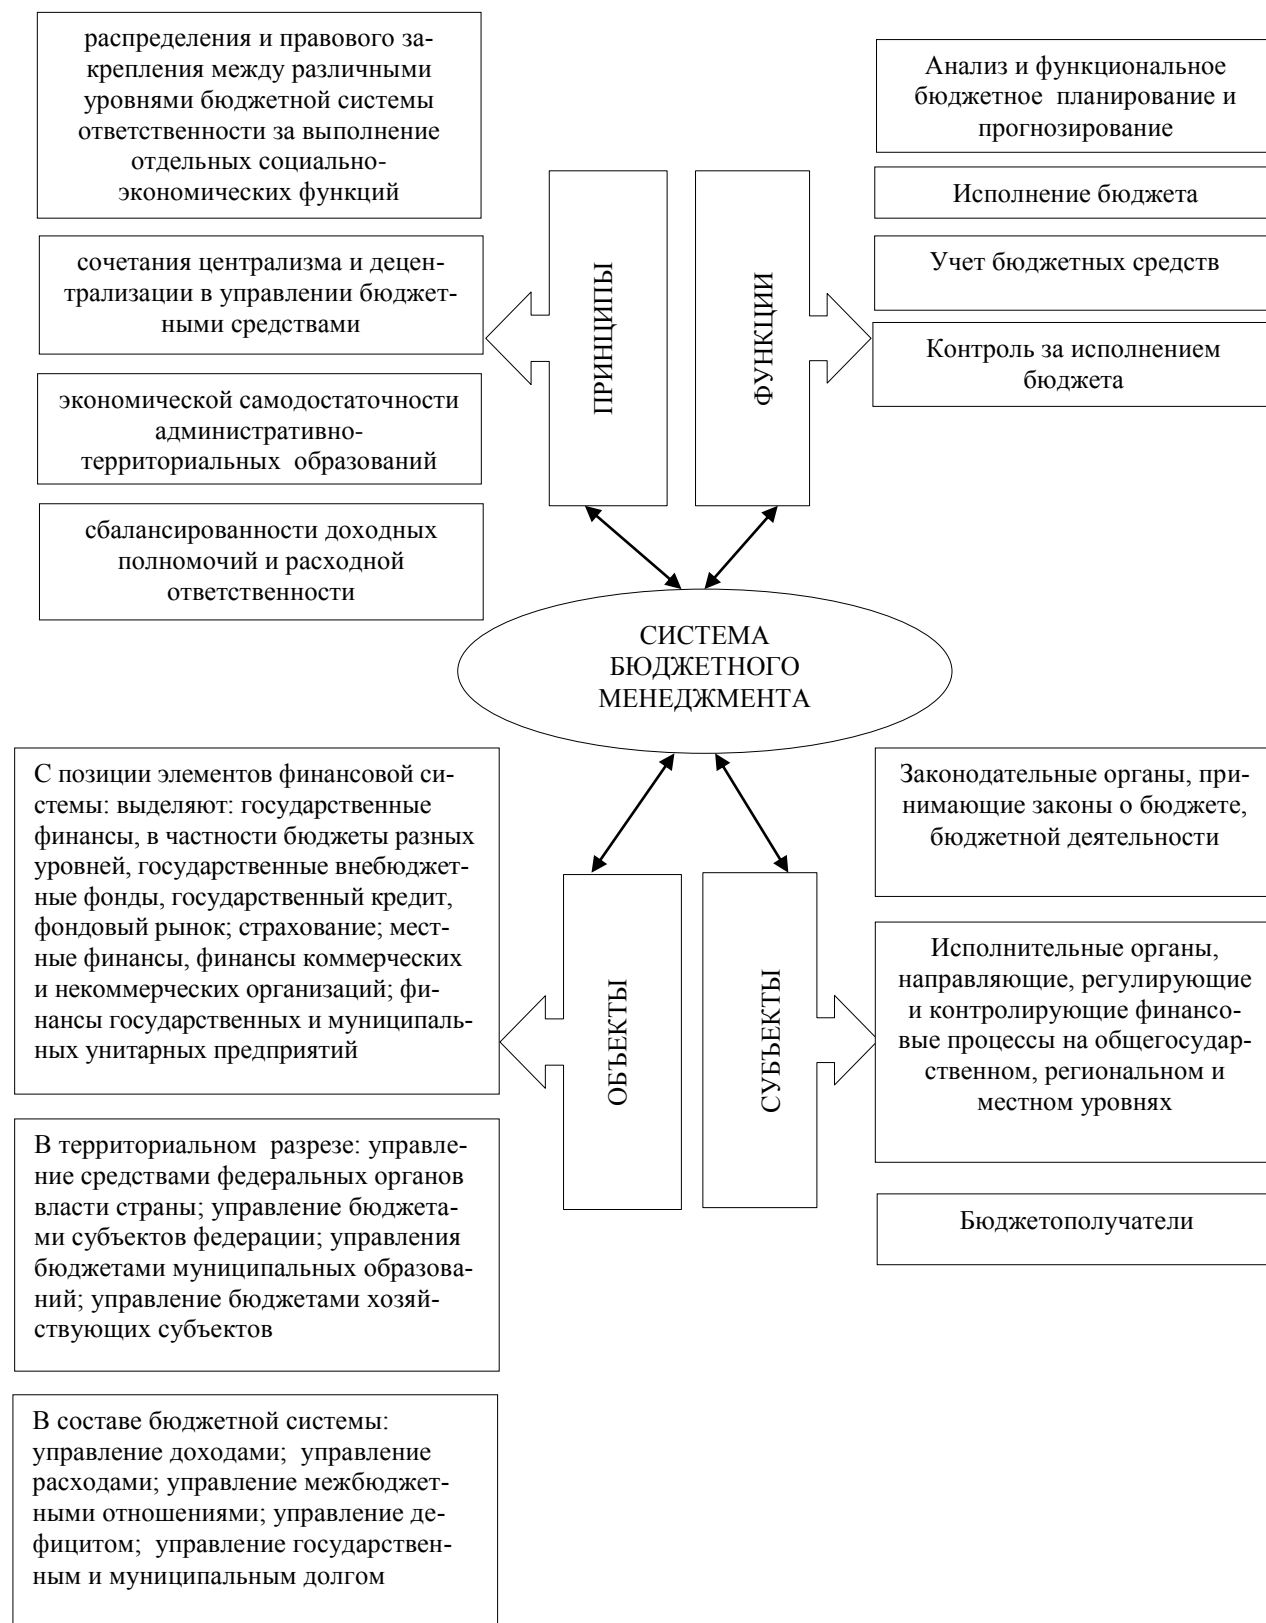 распределения и правового за-
крепления между различными
уровнями бюджетной системы
ответственности за выполнение
отдельных социально-
экономических функций
сочетания централизма и децен-
трализации в управлении бюджет-
ными средствами
экономической самодостаточности
административно-
территориальных образований
сбалансированности доходных
полномочий и расходной
ответственности
ПРИНЦИПЫ
ФУНКЦИИ
Анализ и функциональное
бюджетное планирование и
прогнозирование
Исполнение бюджета
Учет бюджетных средств
Контроль за исполнением
бюджета
СИСТЕМА
БЮДЖЕТНОГО
МЕНЕДЖМЕНТА
С позиции элементов финансовой си-
стемы: выделяют: государственные
финансы, в частности бюджеты разных
уровней, государственные внебюджет-
ные фонды, государственный кредит,
фондовый рынок; страхование; мест-
ные финансы, финансы коммерческих
и некоммерческих организаций; фи-
нансы государственных и муниципаль-
ных унитарных предприятий
В территориальном разрезе: управле-
ние средствами федеральных органов
власти страны; управление бюджета-
ми субъектов федерации; управления
бюджетами муниципальных образова-
ний; управление бюджетами хозяй-
ствующих субъектов
В составе бюджетной системы:
управление доходами; управление
расходами; управление межбюджет-
ными отношениями; управление де-
фицитом; управление государствен-
ным и муниципальным долгом
ОБЪЕКТЫ
СУБЪЕКТЫ
Законодательные органы, при-
нимающие законы о бюджете,
бюджетной деятельности
Исполнительные органы,
направляющие, регулирующие
и контролирующие финансо-
вые процессы на общегосудар-
ственном, региональном и
местном уровнях
Бюджетополучатели